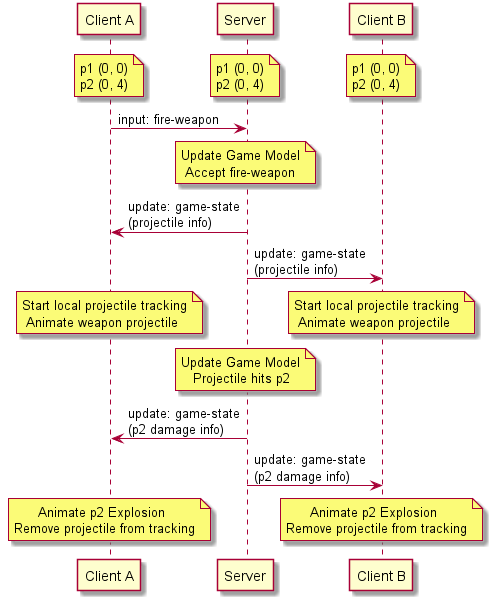 Client A
Server
Client B
p1 (0, 0)
p2 (0, 4)
p1 (0, 0)
p2 (0, 4)
p1 (0, 0)
p2 (0, 4)
input: fire-weapon
Update Game Model
Accept fire-weapon
update: game-state
(projectile info)
update: game-state
(projectile info)
Start local projectile tracking
Animate weapon projectile
Start local projectile tracking
Animate weapon projectile
Update Game Model
Projectile hits p2
update: game-state
(p2 damage info)
update: game-state
(p2 damage info)
Animate p2 Explosion
Remove projectile from tracking
Animate p2 Explosion
Remove projectile from tracking
Client A
Server
Client B